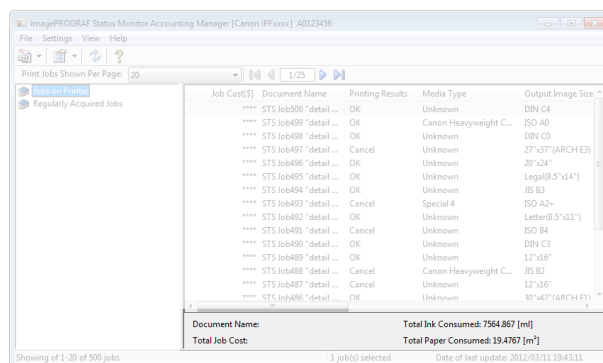 imagePROGRAF Status Monitor Accounting Manager [Canon iPFxxxx ] A0123456
File Settings View Help
Print Jobs Shown Per Page: 20 1/25
Jobs on Printer
Regularly Acquired Jobs
Job Cost[$] Document Name Printing Results Media Type Output Image Size
**** STS Job500 "detail ... OK Unknown DIN C4
**** STS Job499 "detail ... OK Canon Heavyweight C... ISO A0
**** STS Job498 "detail ... OK Unknown DIN C0
**** STS Job497 "detail ... Cancel Unknown 27"x37"(ARCH E3)
**** STS Job496 "detail ... OK Unknown 20"x24"
**** STS Job495 "detail ... OK Unknown Legal(8.5"x14")
**** STS Job494 "detail ... OK Unknown JIS B3
**** STS Job493 "detail ... Cancel Special 4 ISO A2+
**** STS Job492 "detail ... OK Unknown Letter(8.5"x11")
**** STS Job491 "detail ... Cancel Unknown ISO B4
**** STS Job490 "detail ... OK Unknown DIN C3
**** STS Job489 "detail ... OK Unknown 12"x16"
**** STS Job488 "detail ... Cancel Canon Heavyweight C... JIS B2
**** STS Job487 "detail ... Cancel Unknown 12"x16"
**** STS Job486 "detail ... OK Unknown 30"x42"(ARCH E1)
Document Name: Total Ink Consumed: 7564.867 [ml]
Total Job Cost: Total Paper Consumed: 19.4767 [m²]
Showing of 1-20 of 500 jobs 1 job(s) selected Date of last update: 2012/03/11 19:43:11